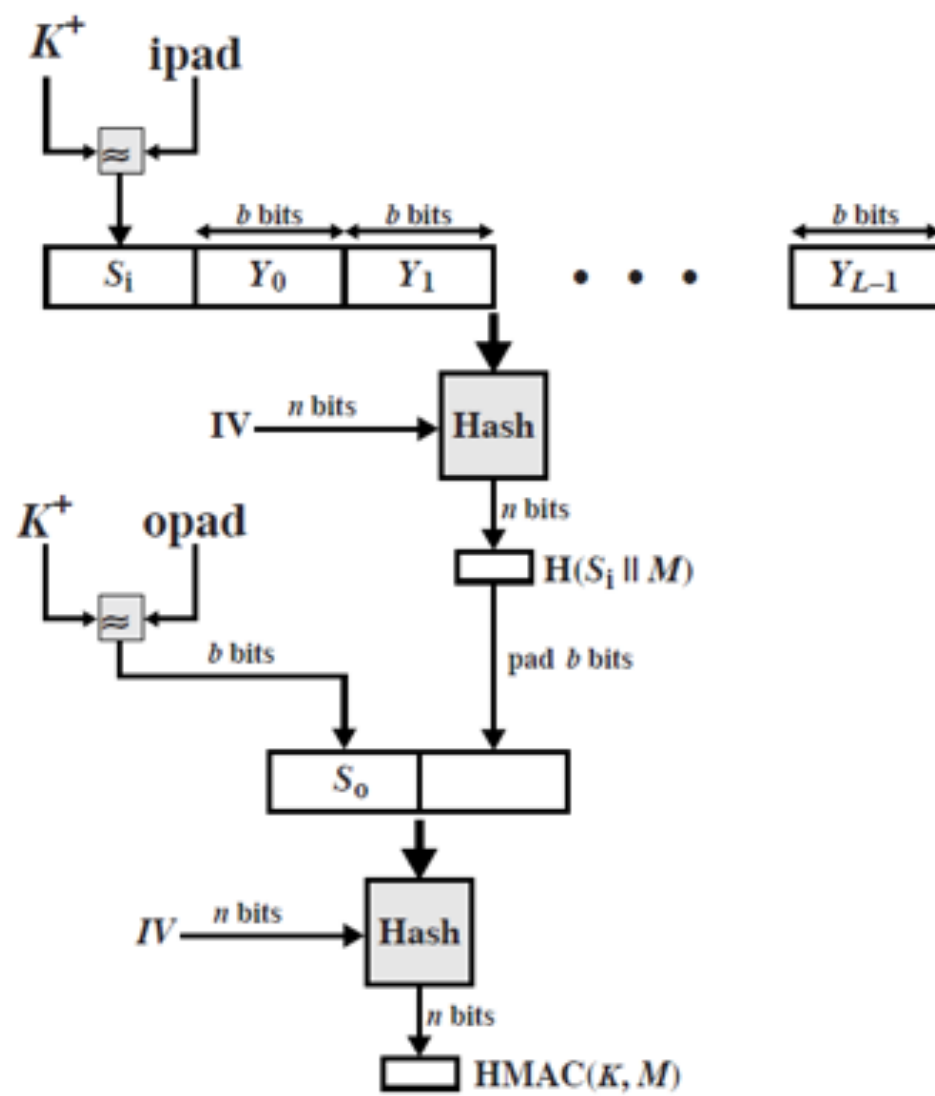 K⁺ ipad
≈
b bits b bits b bits
Sᵢ Y₀ Y₁ • • • Y_{L–1}
IV n bits Hash
n bits
K⁺ opad
H(Sᵢ || M)
≈
b bits pad b bits
Sₒ
IV n bits Hash
n bits
HMAC(K, M)